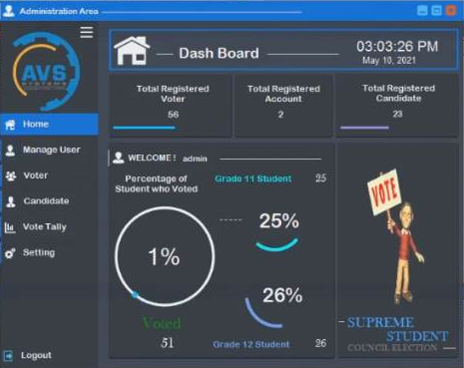 Administration Area
AVS
SYSTEMS
Home
Manage User
Voter
Candidate
Vote Tally
Setting
Logout
Dash Board
03:03:26 PM
May 10, 2021
Total Registered
Voter
56
Total Registered
Account
2
Total Registered
Candidate
23
WELCOME! admin
Percentage of
Student who Voted
1%
Voted
51
Grade 11 Student 25
25%
26%
Grade 12 Student 26
VOTE
SUPREME
STUDENT
COUNCIL ELECTION